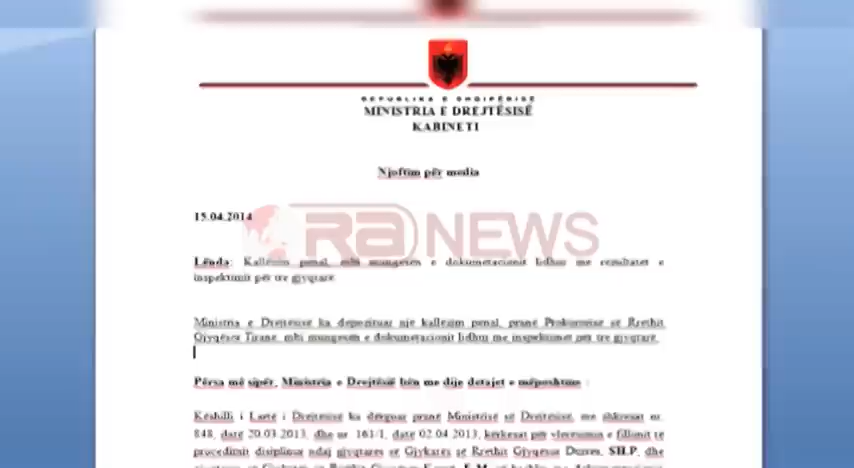 REPUBLIKA E SHQIPËRISË
MINISTRIA E DREJTËSISË
KABINETI
Njoftim për media
15.04.2014
Ra NEWS
Lënda: Kallëzim penal, mbi mungesen e dokumetacionit lidhur me rezultatet e
inspektimit për tre gjyqtarë.
Ministria e Drejtësisë ka depozituar një kallëzim penal, pranë Prokurorisë së Rrethit
Gjyqësor Tiranë, mbi mungesën e dokumetacionit lidhur me inspektimet për tre gjyqtarë.
Përsa më sipër, Ministria e Drejtësisë bën me dije detajet e mëposhtme :
Këshilli i Lartë i Drejtësisë ka dërguar pranë Ministrisë së Drejtësisë, me shkresat nr.
848, datë 20.03.2013, dhe nr. 161/1, datë 02.04.2013, kërkesat për vlerësimin e fillimit të
procedimit disiplinor ndaj gjyqtares së Gjykatës së Rrethit Gjyqësor Durrës, SH.P, dhe